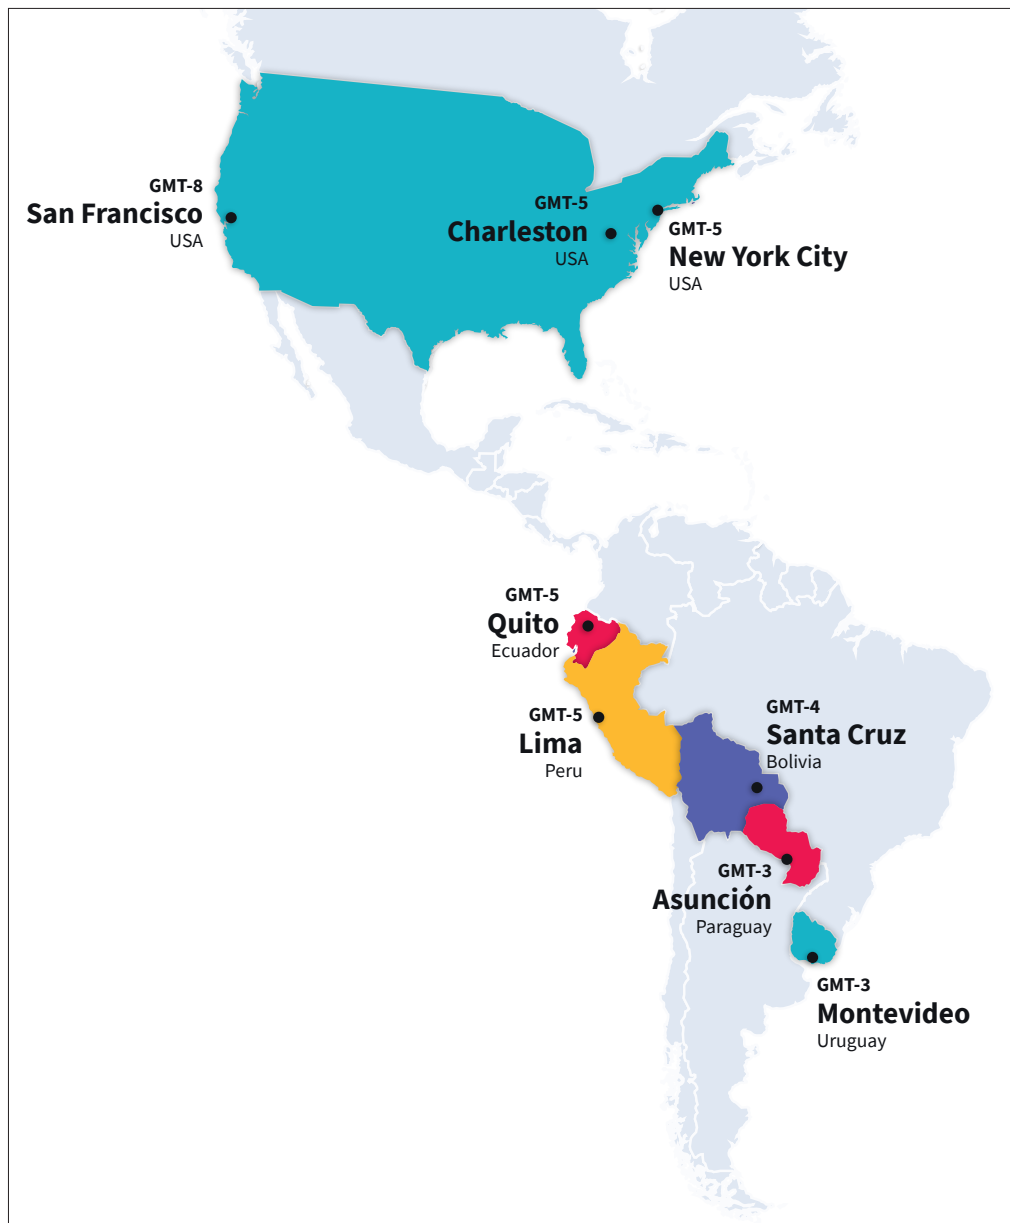 GMT-8
San Francisco
USA
GMT-5
Charleston
USA
GMT-5
New York City
USA
GMT-5
Quito
Ecuador
GMT-5
Lima
Peru
GMT-4
Santa Cruz
Bolivia
GMT-3
Asunción
Paraguay
GMT-3
Montevideo
Uruguay